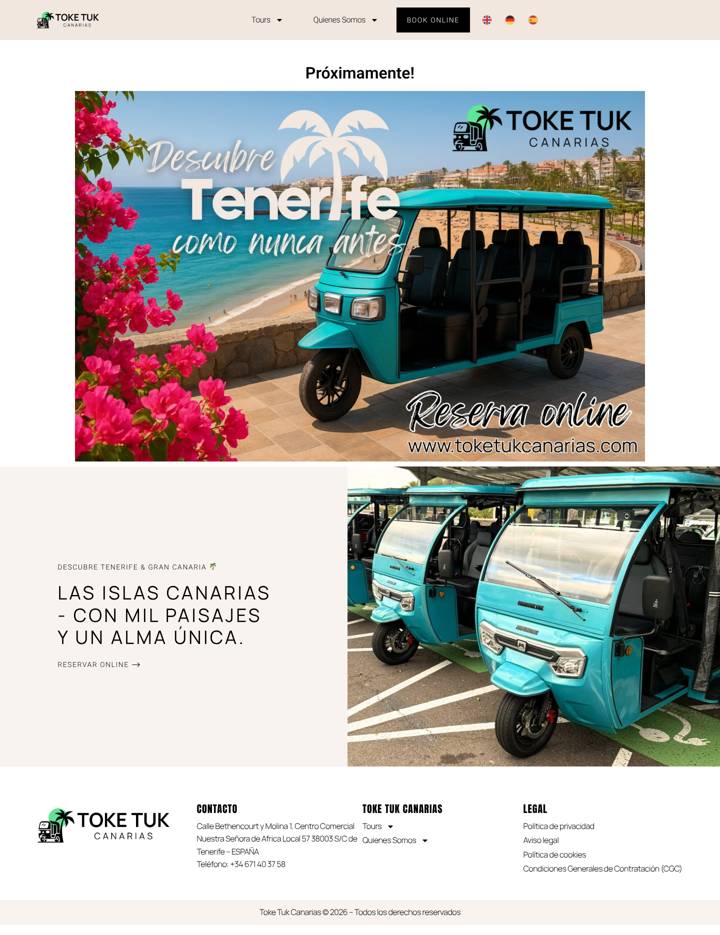 TOKE TUK
CANARIAS
Tours
Quienes Somos
BOOK ONLINE
Próximamente!
Descubre
Tenerife
como nunca antes
TOKE TUK
CANARIAS
Reserva online
www.toketukcanarias.com
DESCUBRE TENERIFE & GRAN CANARIA 🌴
LAS ISLAS CANARIAS
- CON MIL PAISAJES
Y UN ALMA ÚNICA.
RESERVAR ONLINE →
TOKE TUK
CANARIAS
CONTACTO
Calle Bethencourt y Molina 1. Centro Comercial
Nuestra Señora de Africa Local 57 38003 S/C de
Tenerife – ESPAÑA
Teléfono: +34 671 40 37 58
TOKE TUK CANARIAS
Tours
Quienes Somos
LEGAL
Política de privacidad
Aviso legal
Política de cookies
Condiciones Generales de Contratación (CGC)
Toke Tuk Canarias © 2026 – Todos los derechos reservados